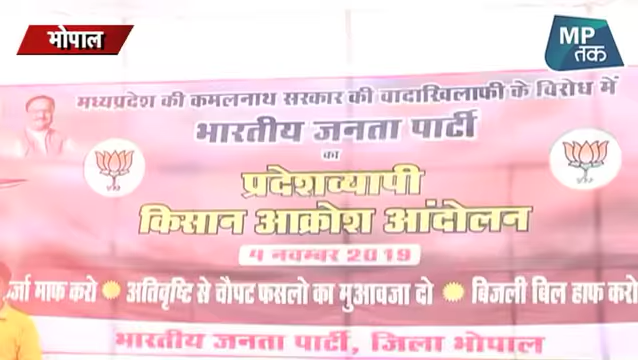 भोपाल
MP
तक
मध्यप्रदेश की कमलनाथ सरकार की वादाखिलाफी के विरोध में
भारतीय जनता पार्टी
का
प्रदेशव्यापी
किसान आक्रोश आंदोलन
4 नवम्बर 2019
र्जा माफ करो अतिवृष्टि से चौपट फसलो का मुआवजा दो बिजली बिल हाफ करो
भारतीय जनता पार्टी, जिला भोपाल